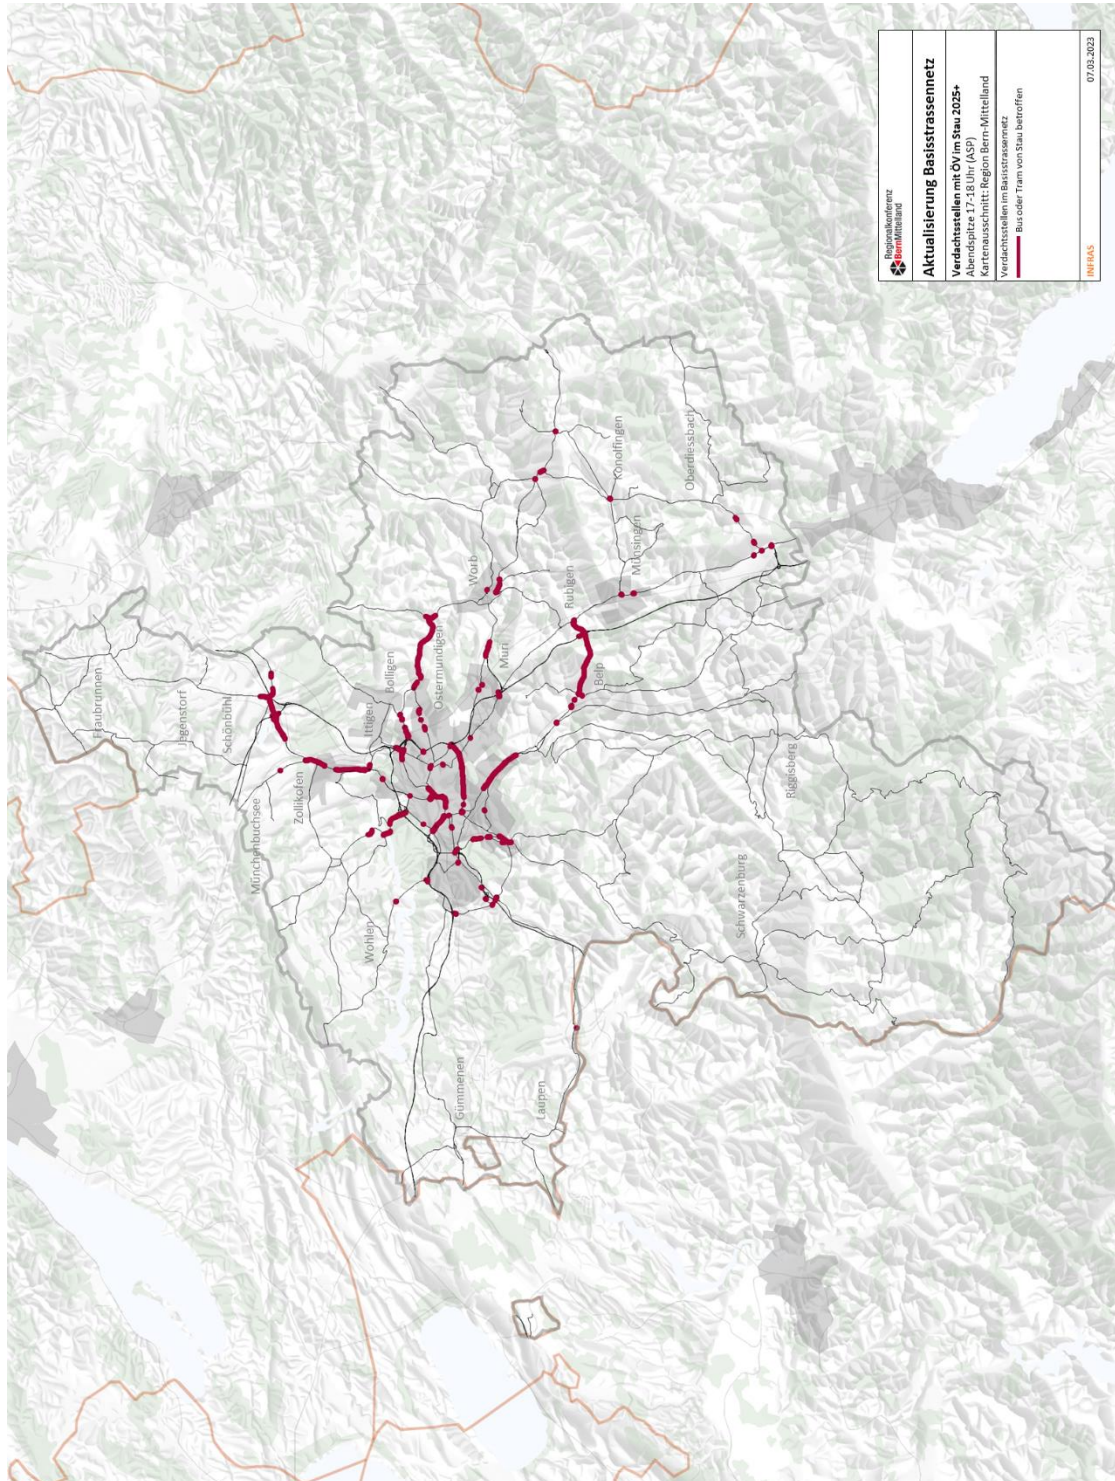 Regionalkonferenz
BernMittelland
Aktualisierung Basisstrassennetz
Verdachtsstellen mit ÖV im Stau 2025+
Abendspitze 17-18 Uhr (ASP)
Kartenausschnitt: Region Bern-Mittelland
Verdachtsstellen im Basisstrassennetz
Bus oder Tram von Stau betroffen
INFRAS
07.03.2023
Fraubrunnen
Jegenstorf
Schönbühl
Münchenbuchsee
Zollikofen
Ittigen
Bolligen
Ostermundigen
Wohlen
Worb
Muri
Gümmenen
Laupen
Rubigen
Belp
Münsingen
Konolfingen
Oberdiessbach
Schwarzenburg
Riggisberg